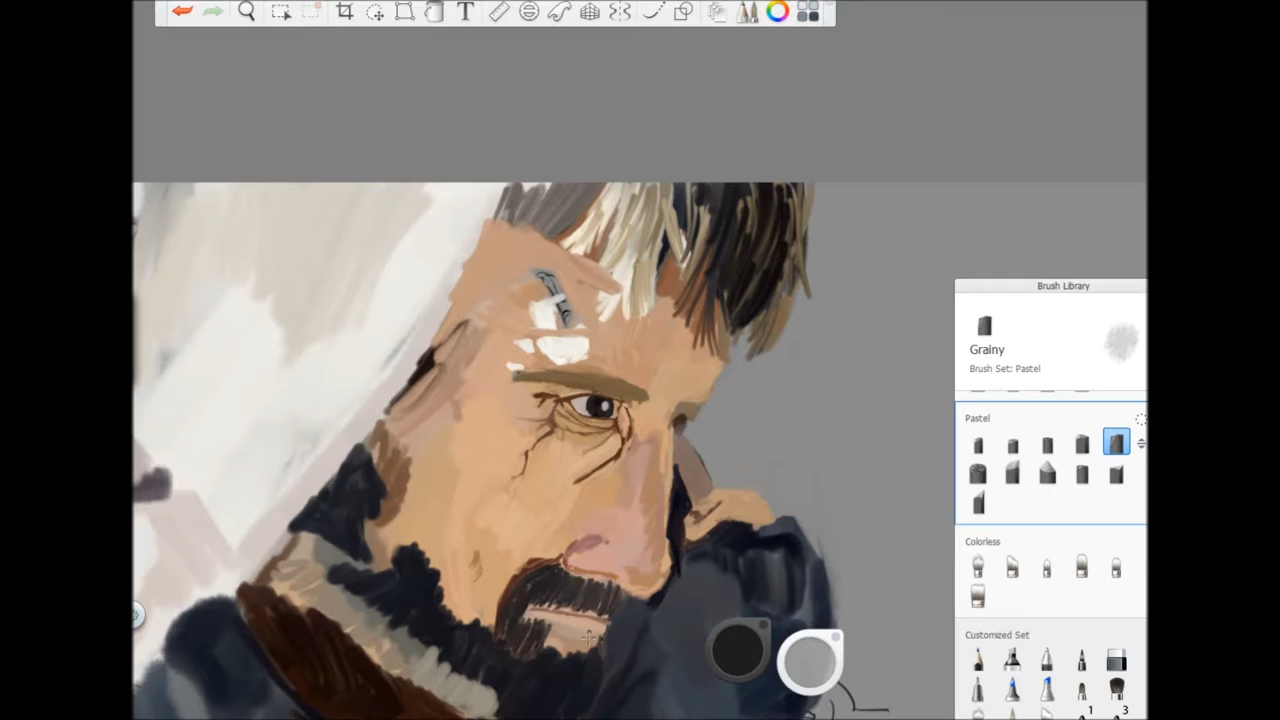 T
Brush Library
Grainy
Brush Set: Pastel
Pastel
Colorless
Customized Set
1 3